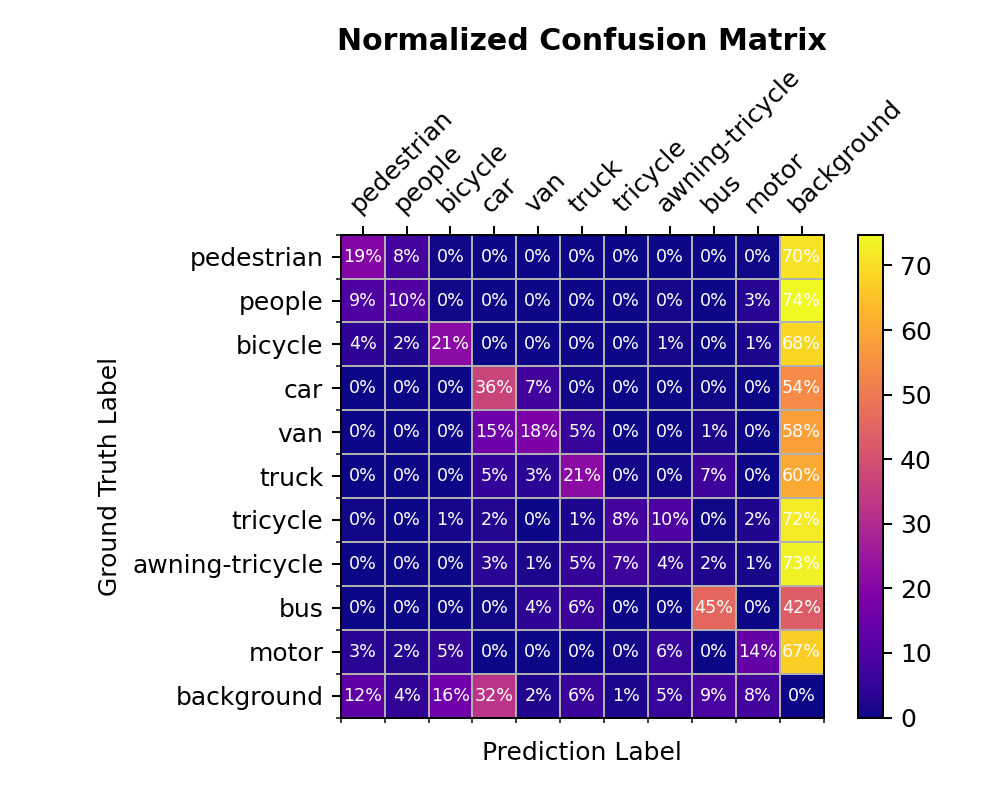 Normalized Confusion Matrix
pedestrian people bicycle car van truck tricycle awning-tricycle bus motor background
pedestrian 19% 8% 0% 0% 0% 0% 0% 0% 0% 0% 70%
people 9% 10% 0% 0% 0% 0% 0% 0% 0% 3% 74%
bicycle 4% 2% 21% 0% 0% 0% 0% 1% 0% 1% 68%
car 0% 0% 0% 36% 7% 0% 0% 0% 0% 0% 54%
van 0% 0% 0% 15% 18% 5% 0% 0% 1% 0% 58%
truck 0% 0% 0% 5% 3% 21% 0% 0% 7% 0% 60%
tricycle 0% 0% 1% 2% 0% 1% 8% 10% 0% 2% 72%
awning-tricycle 0% 0% 0% 3% 1% 5% 7% 4% 2% 1% 73%
bus 0% 0% 0% 0% 4% 6% 0% 0% 45% 0% 42%
motor 3% 2% 5% 0% 0% 0% 0% 6% 0% 14% 67%
background 12% 4% 16% 32% 2% 6% 1% 5% 9% 8% 0%
Ground Truth Label
Prediction Label
70
60
50
40
30
20
10
0